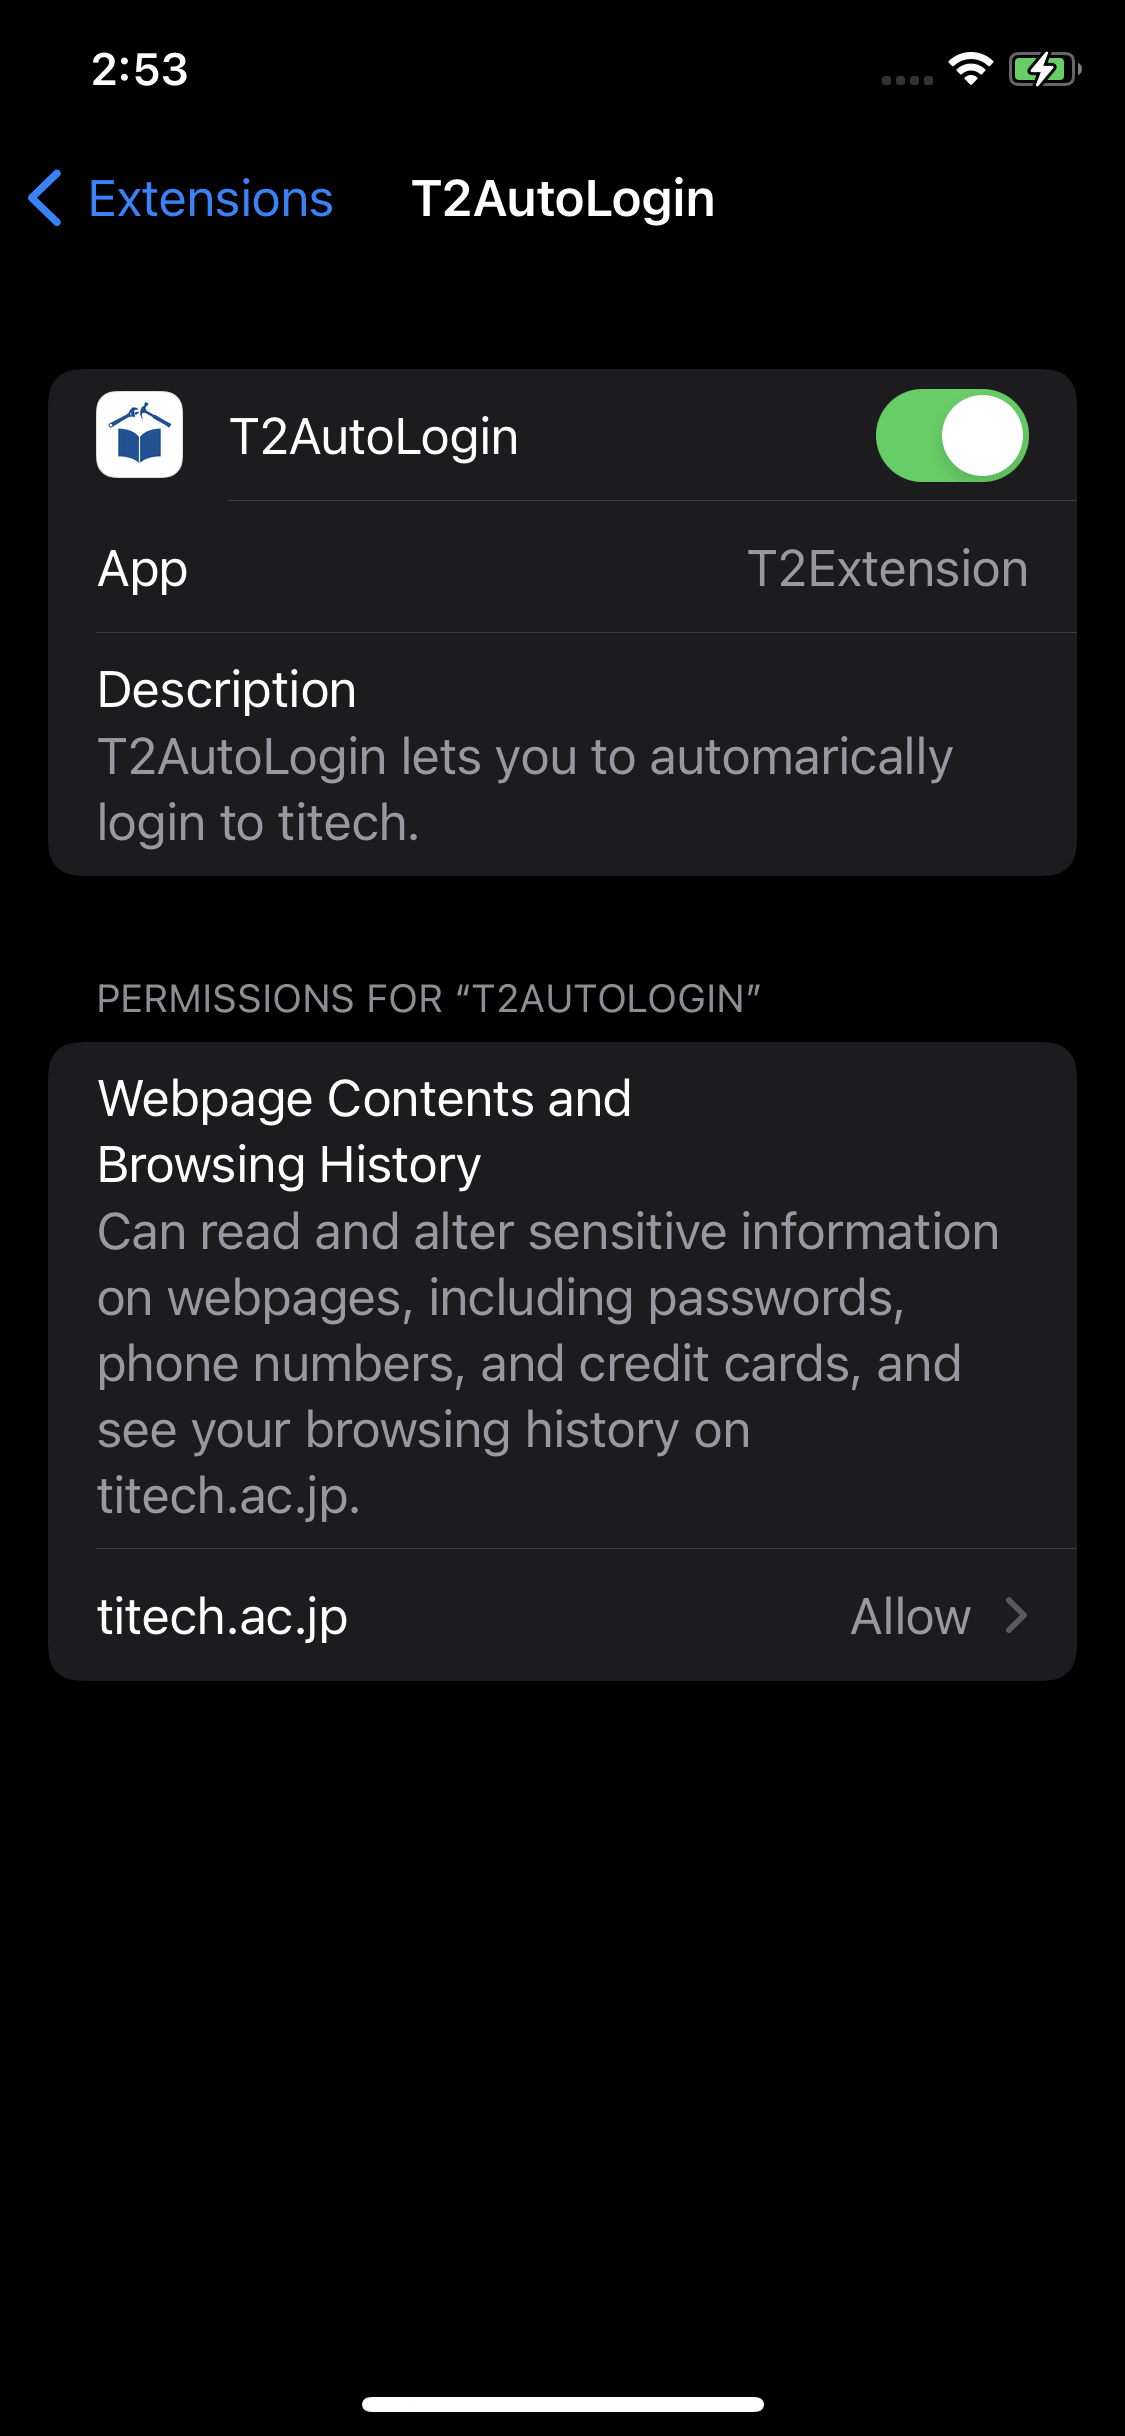 2:53
Extensions
T2AutoLogin
T2AutoLogin
App
T2Extension
Description
T2AutoLogin lets you to automarically
login to titech.
PERMISSIONS FOR “T2AUTOLOGIN”
Webpage Contents and
Browsing History
Can read and alter sensitive information
on webpages, including passwords,
phone numbers, and credit cards, and
see your browsing history on
titech.ac.jp.
titech.ac.jp
Allow